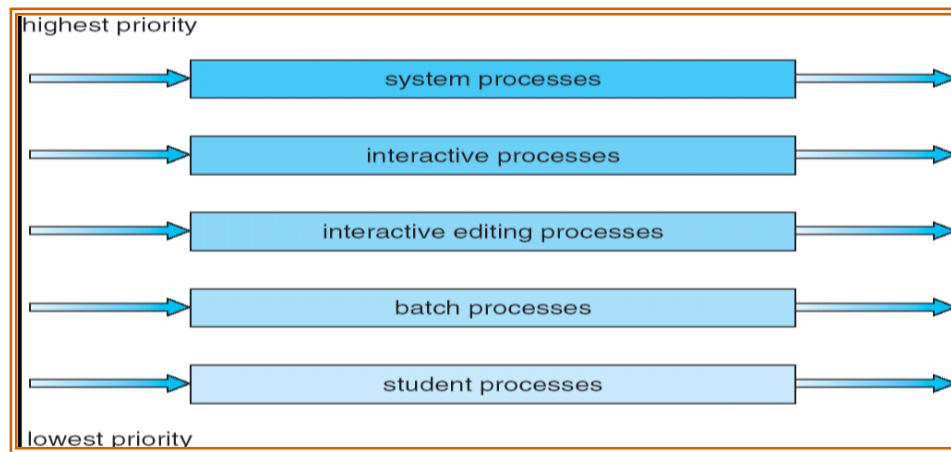 highest priority
system processes
interactive processes
interactive editing processes
batch processes
student processes
lowest priority